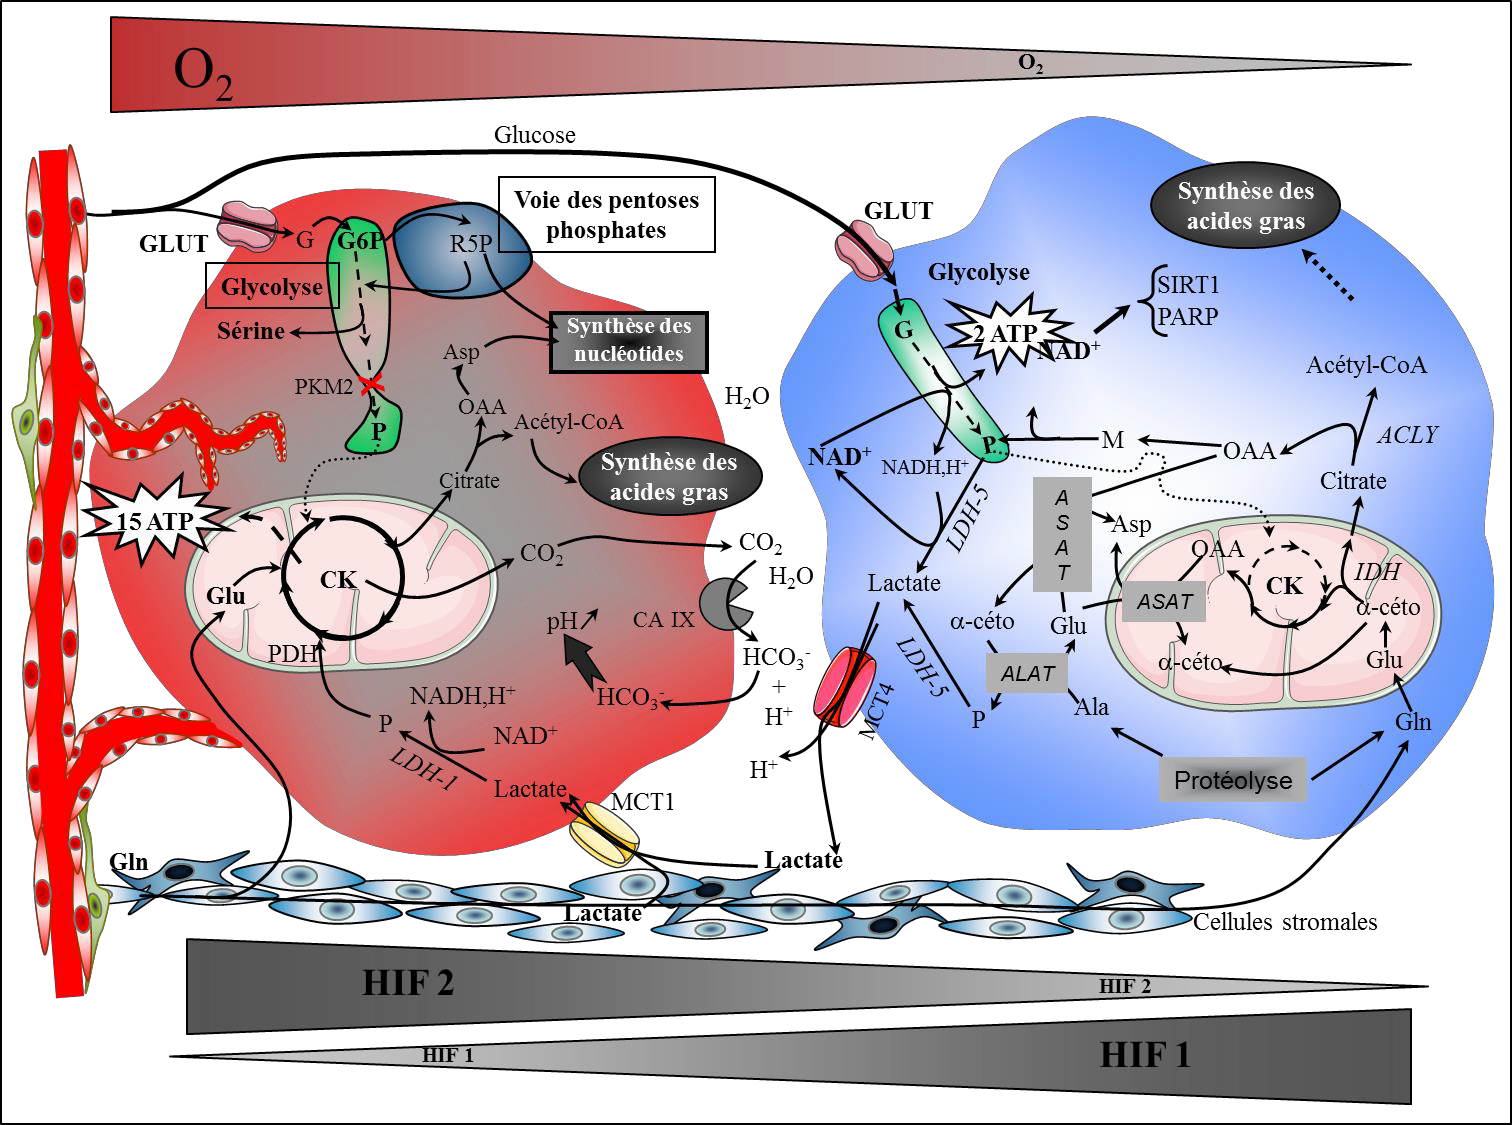 O2
O2
Glucose
GLUT
G
G6P
R5P
Voie des pentoses
phosphates
Glycolyse
Sérine
PKM2
P
Asp
OAA
Acétyl-CoA
Citrate
Synthèse des
nucléotides
Synthèse des
acides gras
15 ATP
CK
Glu
PDH
CO2
CO2
H2O
H2O
CA IX
HCO3-
+
H+
pH
HCO3-
NADH,H+
NAD+
P
LDH-1
Lactate
MCT1
H+
Gln
Lactate
Lactate
Cellules stromales
GLUT
Glycolyse
G
2 ATP
NAD+
SIRT1
PARP
Synthèse des
acides gras
Acétyl-CoA
ACLY
Citrate
OAA
M
P
NAD+
NADH,H+
LDH-5
Lactate
A
S
A
T
Asp
α-céto
Glu
ALAT
Ala
P
LDH-5
MCT4
ASAT
OAA
CK
IDH
α-céto
α-céto
Glu
Gln
Protéolyse
HIF 2
HIF 2
HIF 1
HIF 1